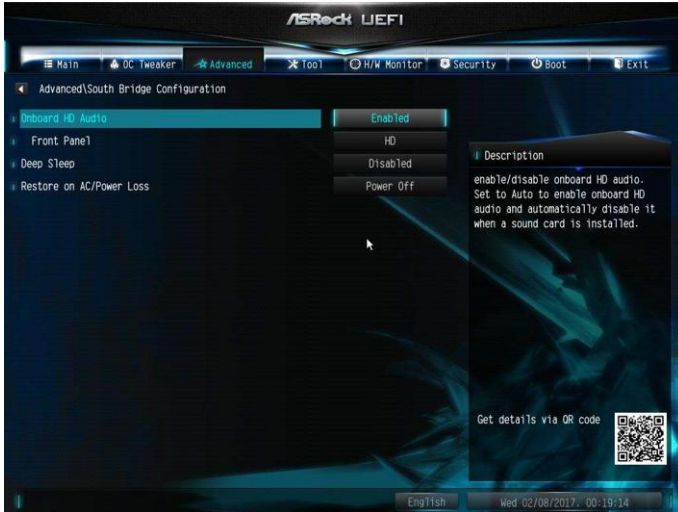 ASRock UEFI
Main
OC Tweaker
Advanced
Tool
H/W Monitor
Security
Boot
Exit
Advanced\South Bridge Configuration
Onboard HD Audio
Enabled
Front Panel
HD
Deep Sleep
Disabled
Restore on AC/Power Loss
Power Off
Description
enable/disable onboard HD audio.
Set to Auto to enable onboard HD
audio and automatically disable it
when a sound card is installed.
Get details via QR code
English
Wed 02/08/2017, 00:19:14